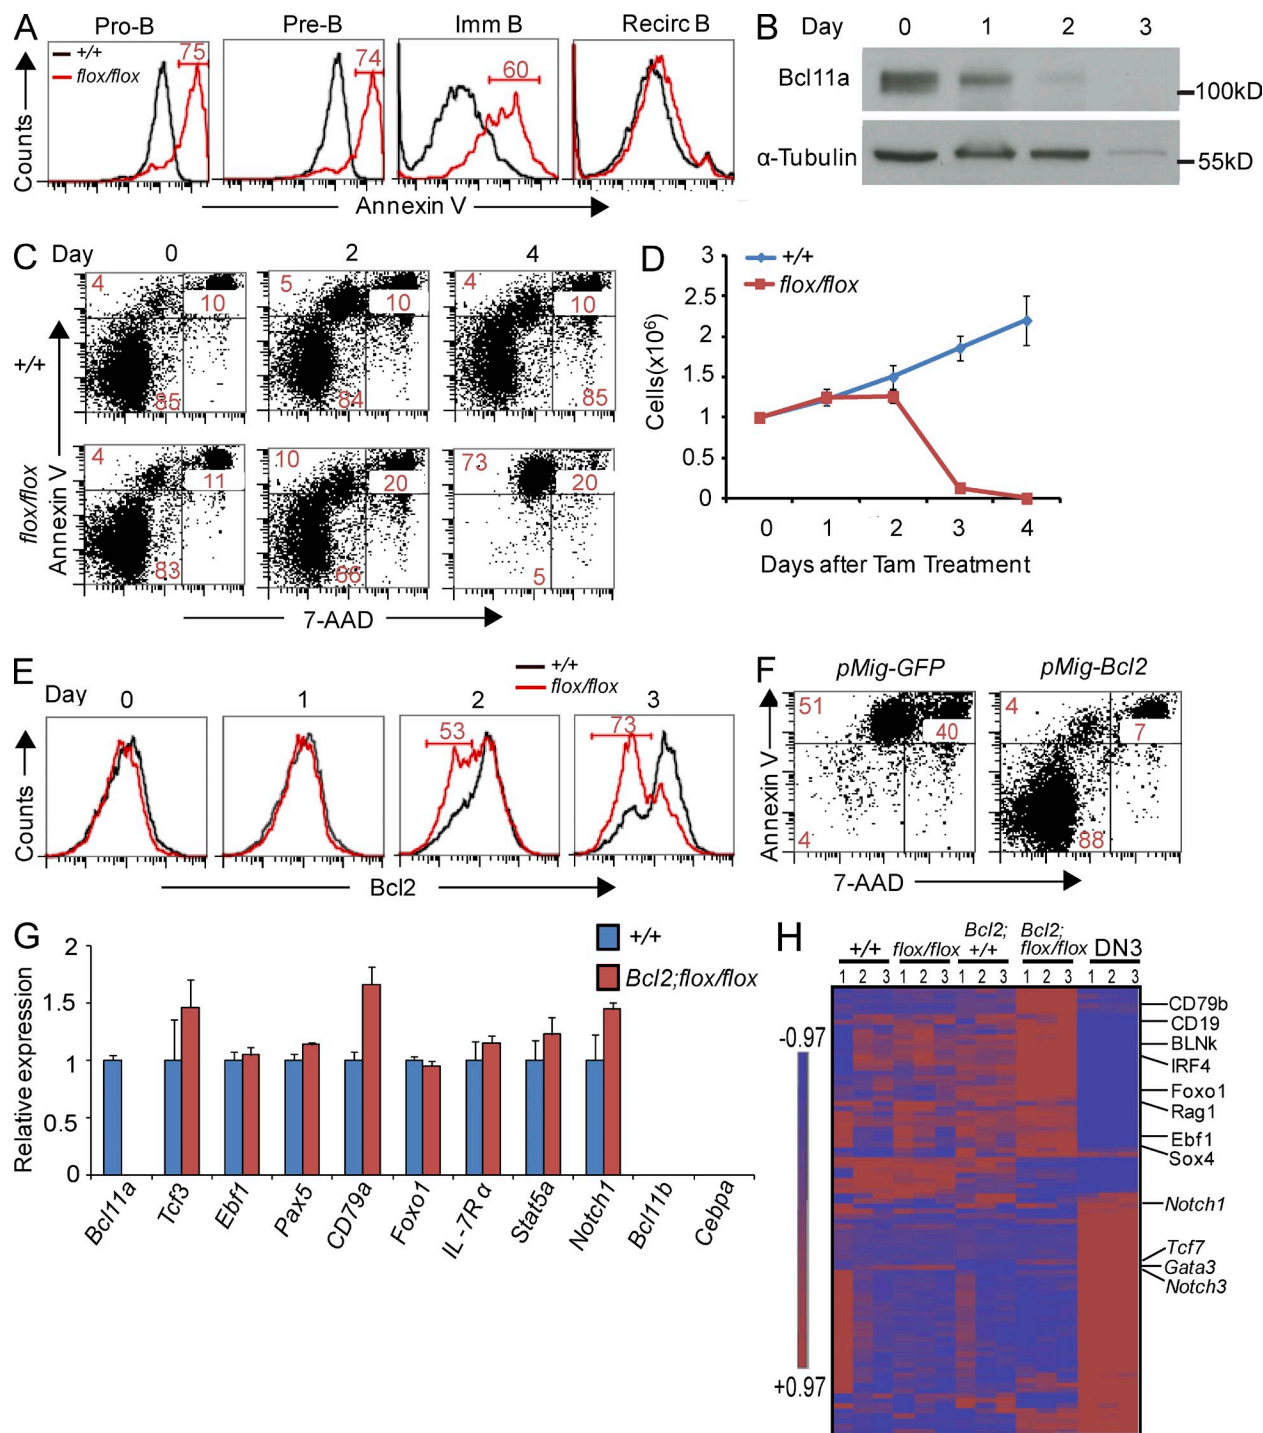 A Pro-B Pre-B Imm B Recirc B
+/+
flox/flox
75
74
60
Counts
Annexin V
B Day 0 1 2 3
Bcl11a
100kD
α-Tubulin
55kD
C Day 0 2 4
+/+
4 10 85
5 10 84
4 10 85
flox/flox
Annexin V
4 11 83
10 20 66
73 20 5
7-AAD
D
+/+
flox/flox
Cells(x10⁶)
3
2.5
2
1.5
1
0.5
0
0 1 2 3 4
Days after Tam Treatment
E
+/+
flox/flox
Day 0 1 2 3
53
73
Counts
Bcl2
F
pMig-GFP pMig-Bcl2
51 40 4
4 7 88
Annexin V
7-AAD
G
+/+
Bcl2;flox/flox
Relative expression
2
1.5
1
0.5
0
Bcl11a Tcf3 Ebf1 Pax5 CD79a Foxo1 IL-7Rα Stat5a Notch1 Bcl11b Cebpa
H
+/+ flox/flox Bcl2; +/+ Bcl2; flox/flox DN3
1 2 3 1 2 3 1 2 3 1 2 3 1 2 3
-0.97
+0.97
CD79b
CD19
BLNk
IRF4
Foxo1
Rag1
Ebf1
Sox4
Notch1
Tcf7
Gata3
Notch3